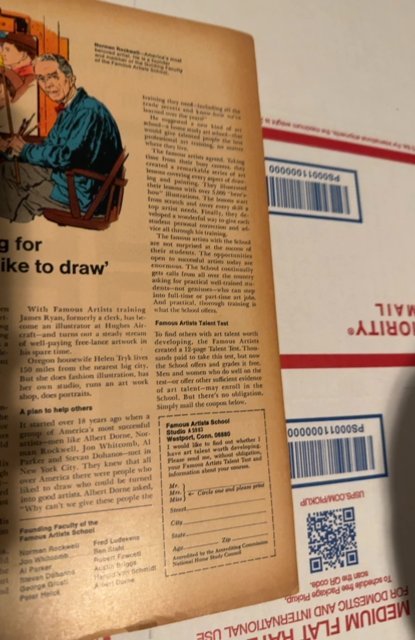 Norman Rockwell—America's most
and member of the Guiding Faculty
of the Famous Artists School.
g for
ike to draw'
With Famous Artists training
James Ryan, formerly a clerk, has be-
come an illustrator at Hughes Air-
craft—and turns out a steady stream
of well-paying free-lance artwork in
his spare time.
Oregon housewife Helen Tryk lives
150 miles from the nearest big city.
But she does fashion illustration, has
her own studio, runs an art work
shop, does portraits.
A plan to help others
It started over 18 years ago when a
group of America's most successful
artists—men like Albert Dorne, Nor-
man Rockwell, Jon Whitcomb, Al
Parker and Stevan Dohanos—met in
New York City. They knew that all
over America there were people who
liked to draw who could be turned
into good artists. Albert Dorne asked,
"Why can't we give these people the
training they need—including all the
trade secrets and know-how we've
learned over the years?"
He suggested a new kind of art
school—a home study art school—that
would give talented people the best
professional art training, no matter
where they live.
The famous artists agreed. Taking
time from their busy careers, they
created a remarkable series of art
lessons covering every aspect of draw-
ing and painting. They illustrated
their lessons with over 5,000 "here's-
how" illustrations. The lessons start
from scratch and cover every skill a
top artist needs. Finally, they de-
veloped a wonderful way to give each
student personal correction and ad-
vice all through his training.
The famous artists with the School
are not surprised at the success of
their students. The opportunities
open to successful artists today are
enormous. The School continually
gets calls from all over the country
asking for practical well-trained stu-
dents—not geniuses—who can step
into full-time or part-time art jobs.
And practical, thorough training is
what the School offers.
Famous Artists Talent Test
To find others with art talent worth
developing, the Famous Artists
created a 12-page Talent Test. Thou-
sands paid to take this test, but now
the School offers and grades it free.
Men and women who do well on the
test—or offer other sufficient evidence
of art talent—may enroll in the
School. But there's no obligation.
Simply mail the coupon below.
Famous Artists School
Westport, Conn. 06880
I would like to find out whether I
have art talent worth developing.
Please send me, without obligation,
your Famous Artists Talent Test and
information about your courses.
Mr.
Mrs.
Miss
Circle one and please print
Street
City
State
Age
Zip
Accredited by the Accrediting Commission
National Home Study Council
Founding Faculty of the
Famous Artists School
Norman Rockwell
Jon Whitcomb
Al Parker
Stevan Dohanos
Peter Helck
Fred Ludekens
Ben Stahl
Robert Fawcett
Austin Briggs
Harold Von Schmidt
Albert Dorne
PS00011000000
ORITY®
MAIL
USPS.COM/PICKUP
To schedule free Package Pickup,
scan the QR code.
FOR DOMESTIC AND INTERNATIONAL USE
MEDIUM FLAT RATE